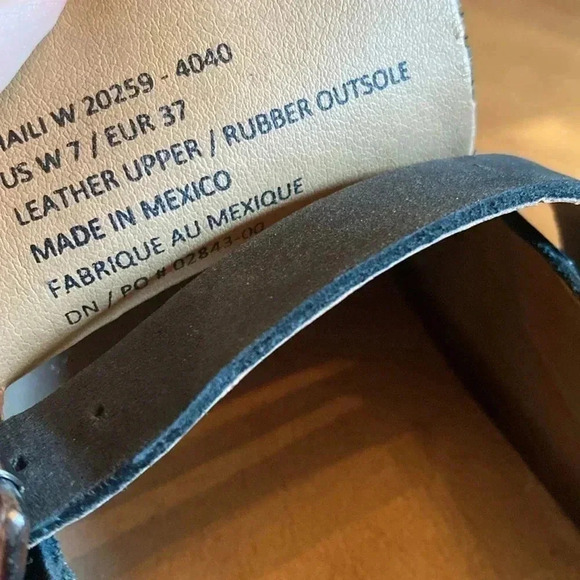 HAILI W 20259 - 4040
US W 7 / EUR 37
LEATHER UPPER / RUBBER OUTSOLE
MADE IN MEXICO
FABRIQUE AU MEXIQUE
DN / PO # 02843-00